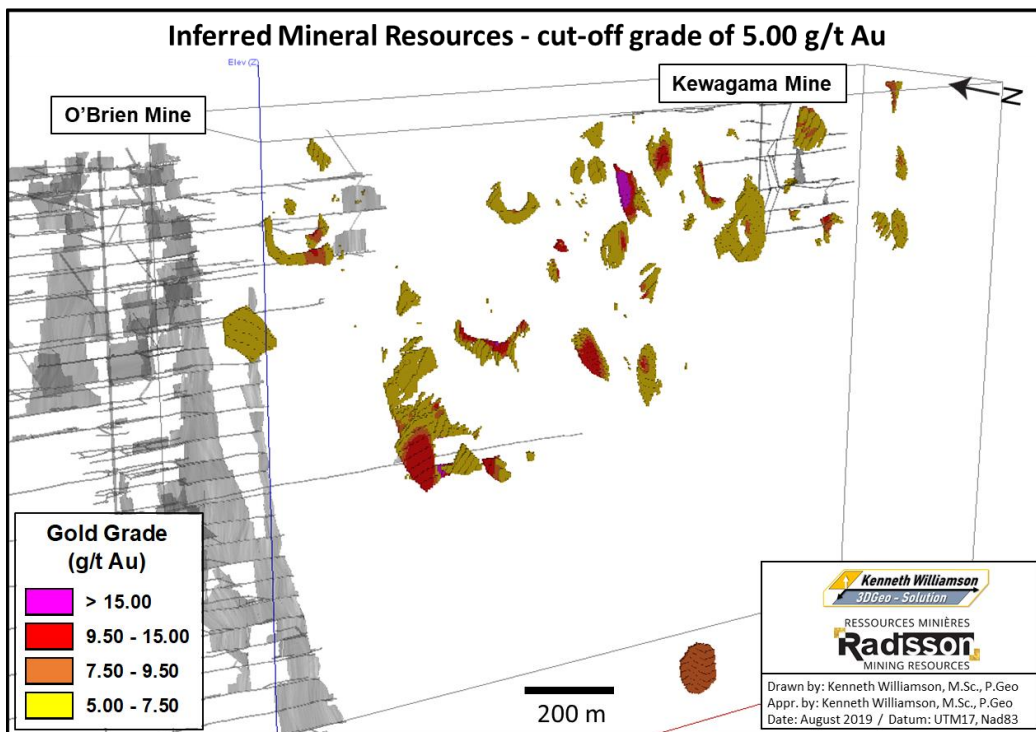 Inferred Mineral Resources - cut-off grade of 5.00 g/t Au
Elev (Z)
Kewagama Mine
N
O'Brien Mine
Gold Grade
(g/t Au)
> 15.00
9.50 - 15.00
7.50 - 9.50
5.00 - 7.50
200 m
Kenneth Williamson
3DGeo - Solution
RESSOURCES MINIÈRES
Radisson
MINING RESOURCES
Drawn by: Kenneth Williamson, M.Sc., P.Geo
Appr. by: Kenneth Williamson, M.Sc., P.Geo
Date: August 2019 / Datum: UTM17, Nad83